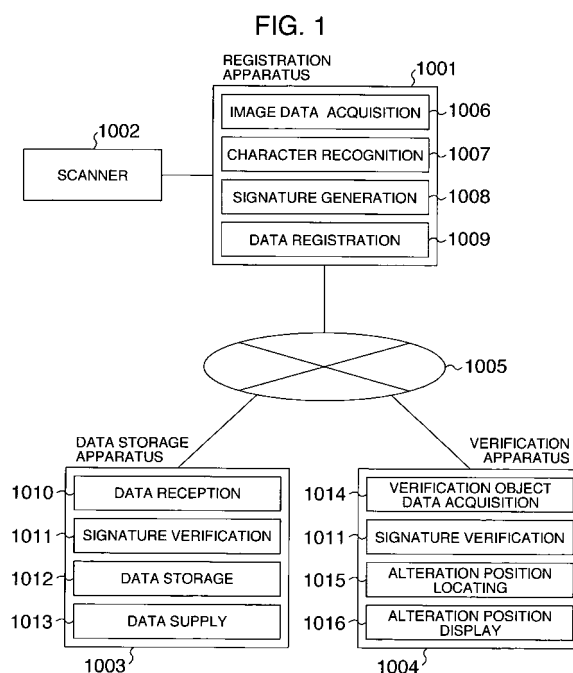 FIG. 1
REGISTRATION
APPARATUS
1001
IMAGE DATA ACQUISITION
1006
1002
SCANNER
CHARACTER RECOGNITION
1007
SIGNATURE GENERATION
1008
DATA REGISTRATION
1009
1005
DATA STORAGE
APPARATUS
1010
DATA RECEPTION
1011
SIGNATURE VERIFICATION
1012
DATA STORAGE
1013
DATA SUPPLY
1003
VERIFICATION
APPARATUS
1014
VERIFICATION OBJECT
DATA ACQUISITION
1011
SIGNATURE VERIFICATION
1015
ALTERATION POSITION
LOCATING
1016
ALTERATION POSITION
DISPLAY
1004